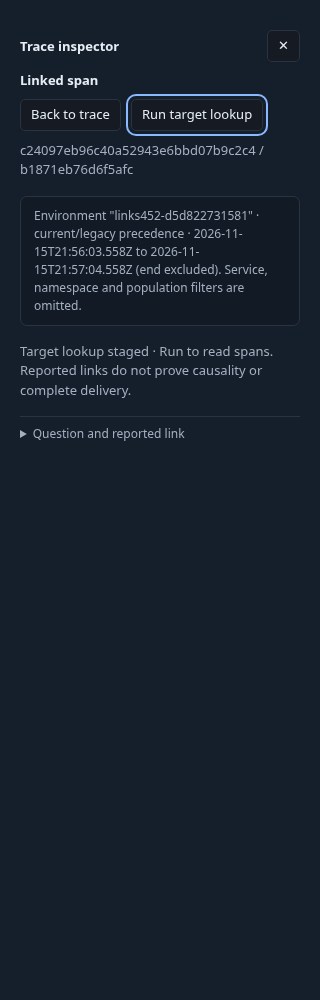 Trace inspector
✕
Linked span
Back to trace
Run target lookup
c24097eb96c40a52943e6bbd07b9c2c4 /
b1871eb76d6f5afc
Environment "links452-d5d822731581" ·
current/legacy precedence · 2026-11-
15T21:56:03.558Z to 2026-11-
15T21:57:04.558Z (end excluded). Service,
namespace and population filters are
omitted.
Target lookup staged · Run to read spans.
Reported links do not prove causality or
complete delivery.
▶ Question and reported link